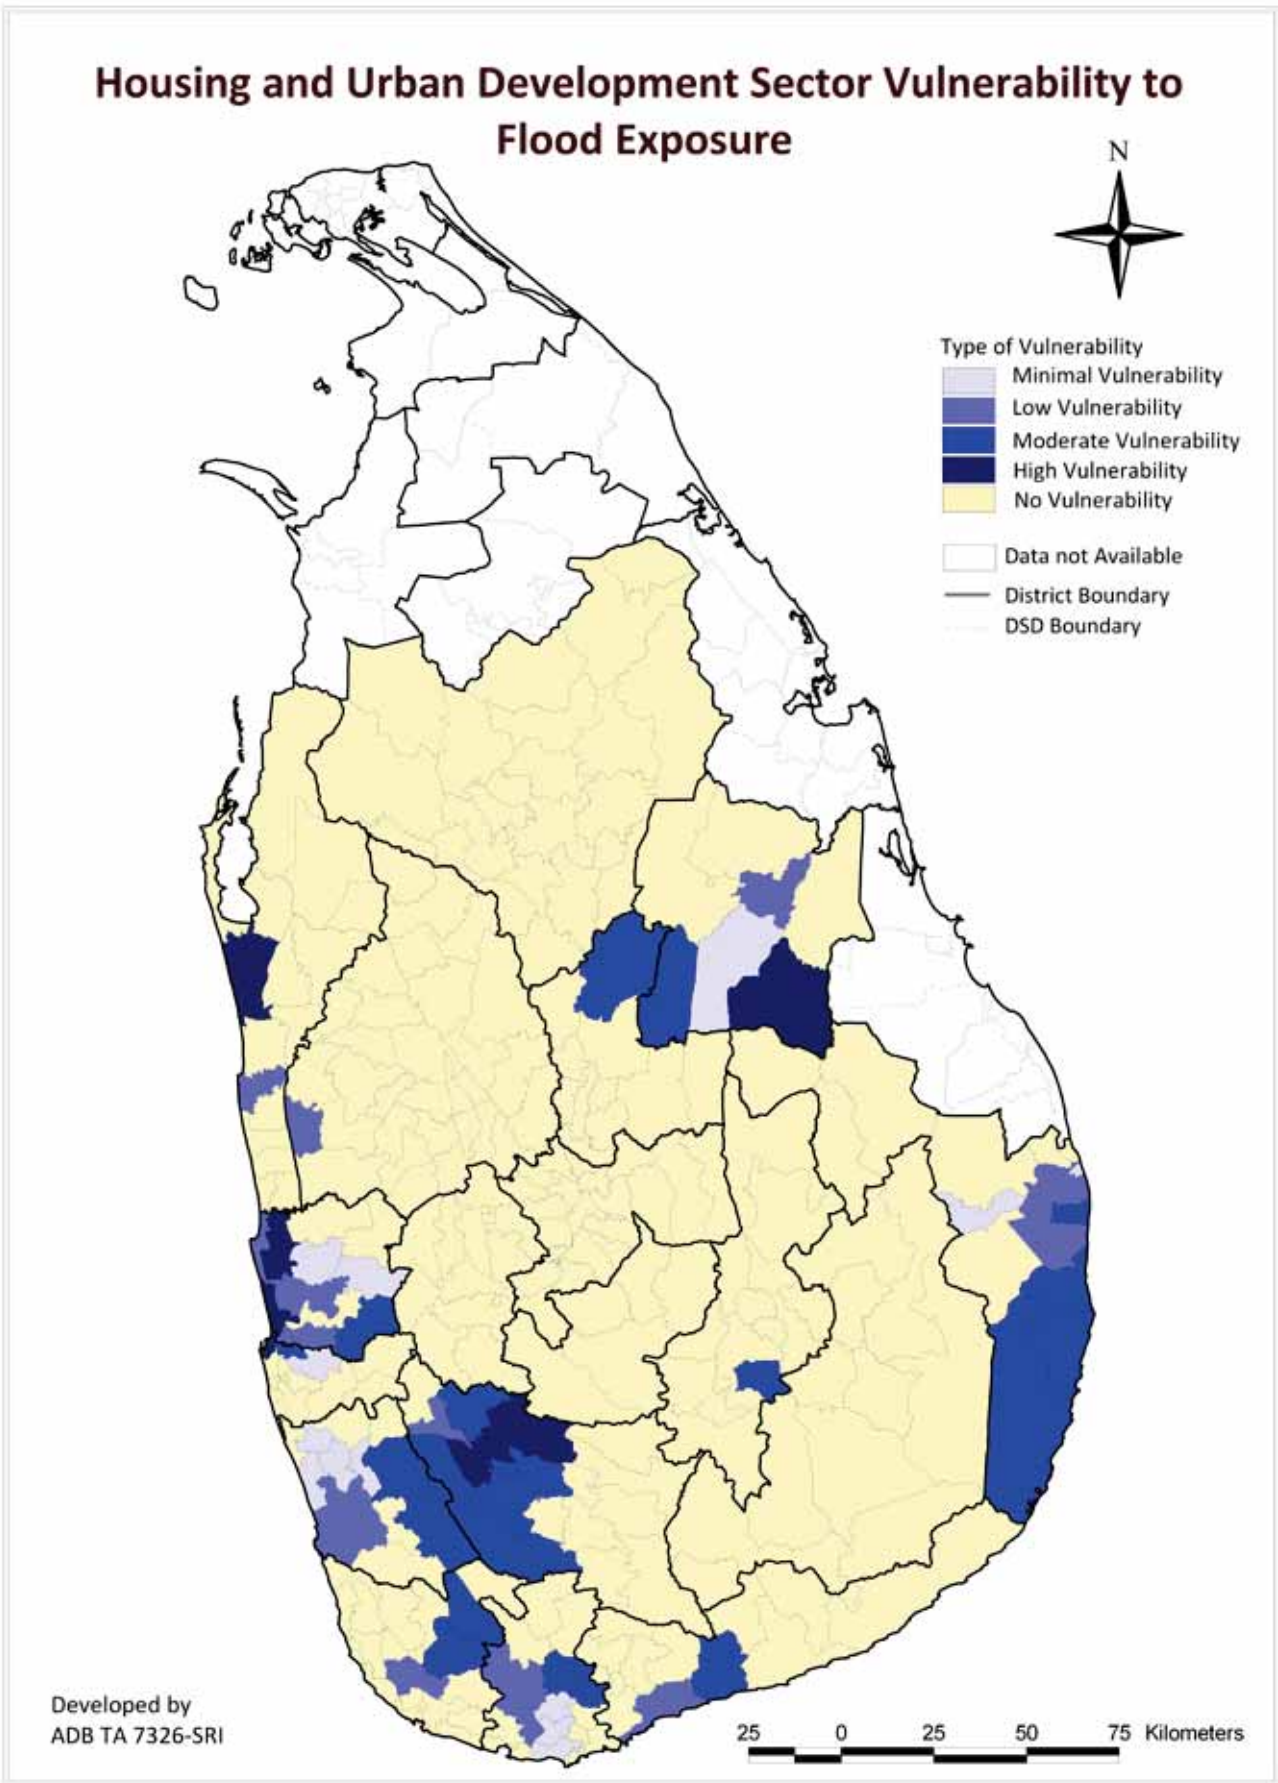 Housing and Urban Development Sector Vulnerability to
Flood Exposure
N
Type of Vulnerability
Minimal Vulnerability
Low Vulnerability
Moderate Vulnerability
High Vulnerability
No Vulnerability
Data not Available
District Boundary
DSD Boundary
Developed by
ADB TA 7326-SRI
25 0 25 50 75 Kilometers